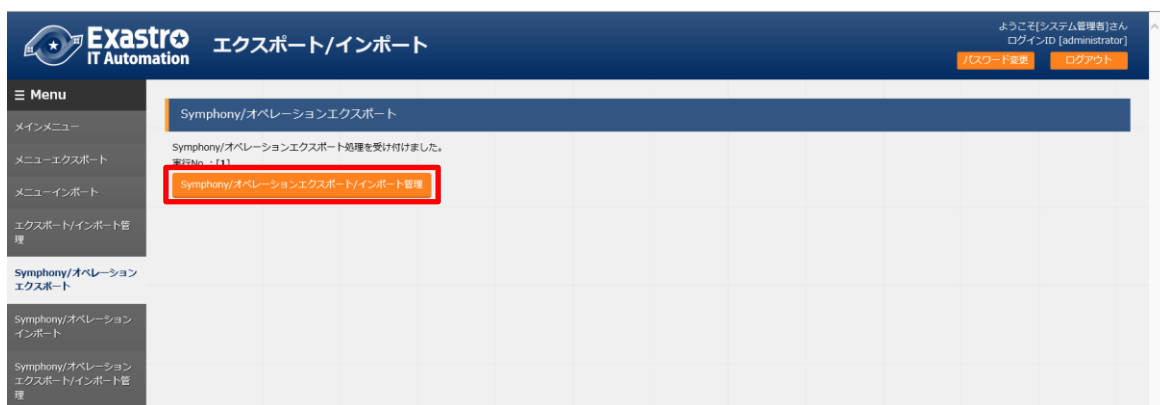 Exastro
IT Automation
エクスポート/インポート
ようこそ[システム管理者]さん
ログインID [administrator]
パスワード変更
ログアウト
☰ Menu
メインメニュー
メニューエクスポート
メニューインポート
エクスポート/インポート管
理
Symphony/オペレーション
エクスポート
Symphony/オペレーション
インポート
Symphony/オペレーション
エクスポート/インポート管
理
Symphony/オペレーションエクスポート
Symphony/オペレーションエクスポート処理を受け付けました。
実行No. : [1]
Symphony/オペレーションエクスポート/インポート管理